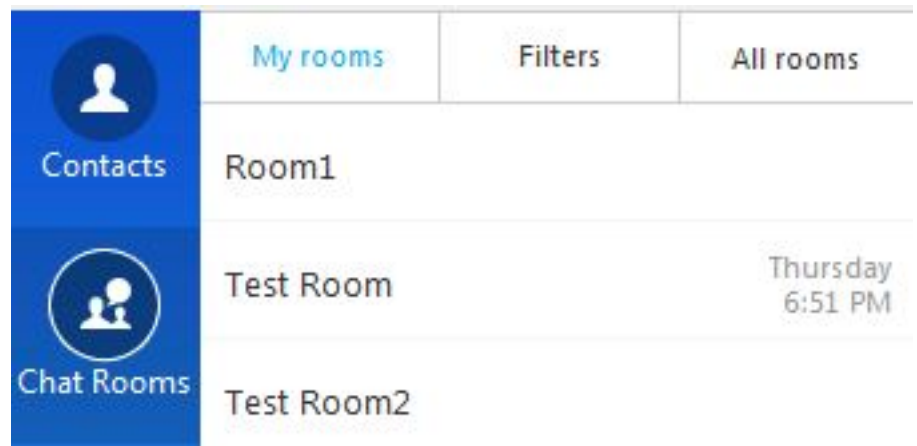 Contacts
Chat Rooms
My rooms
Filters
All rooms
Room1
Test Room
Thursday
6:51 PM
Test Room2